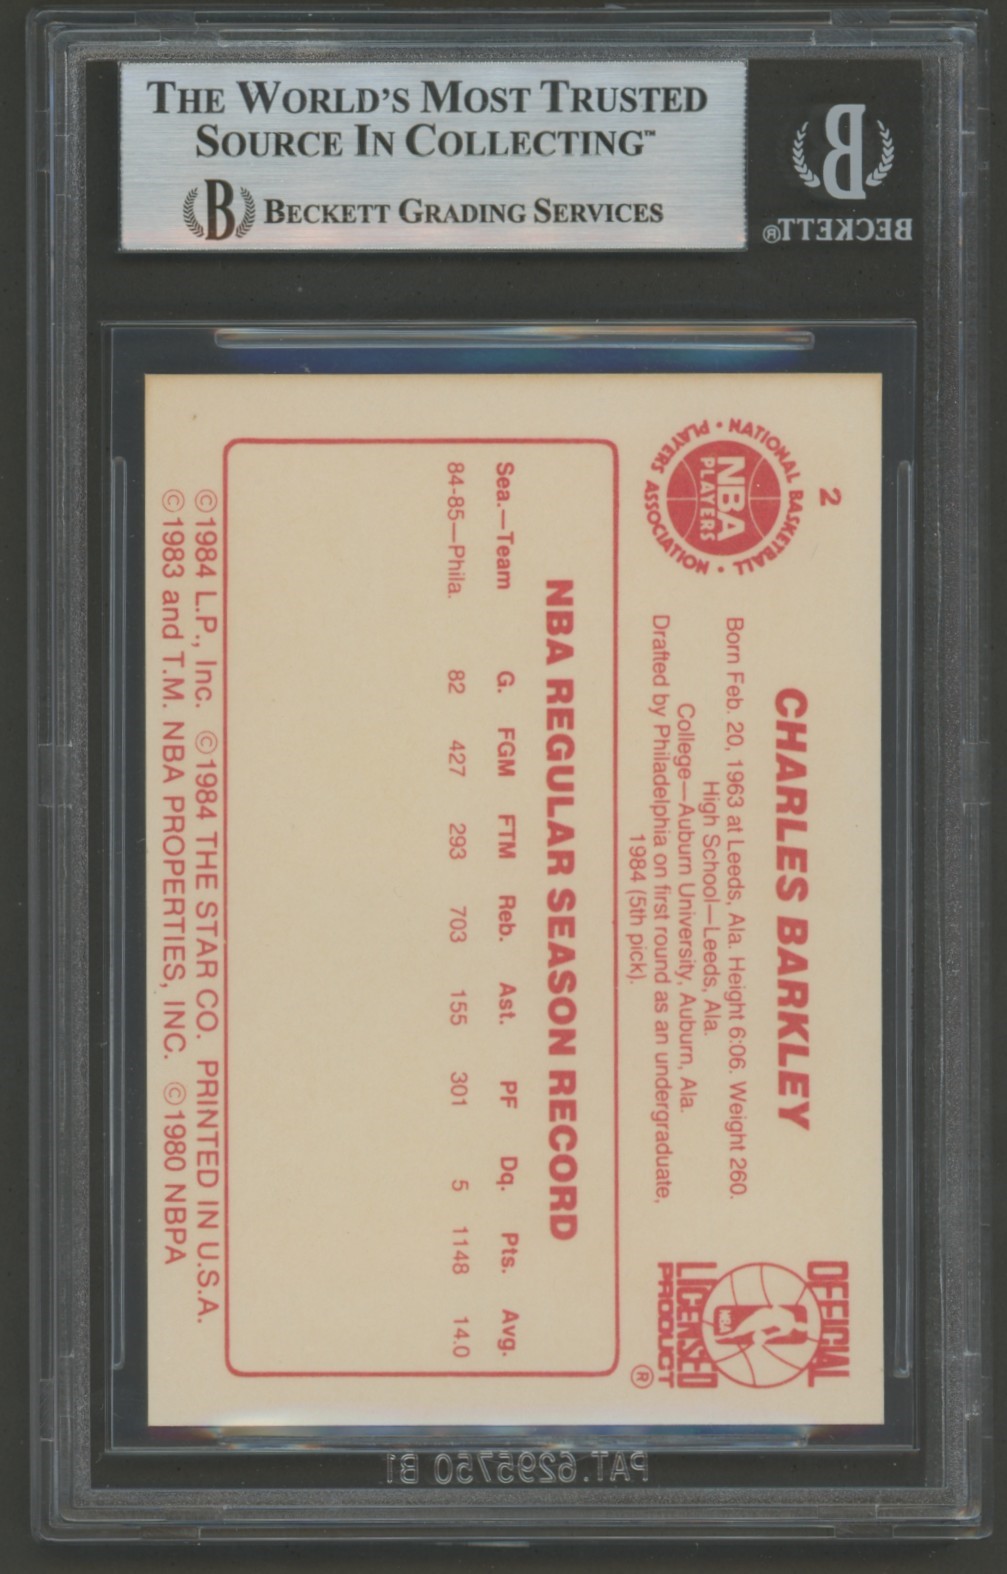 THE WORLD'S MOST TRUSTED
SOURCE IN COLLECTING™
B BECKETT GRADING SERVICES
B
BECKETT®
2
NATIONAL BASKETBALL PLAYERS ASSOCIATION
NBA
PLAYERS
CHARLES BARKLEY
Born Feb. 20, 1963 at Leeds, Ala. Height 6:06. Weight 260.
High School—Leeds, Ala.
College—Auburn University, Auburn, Ala.
Drafted by Philadelphia on first round as an undergraduate,
1984 (5th pick).
OFFICIAL
NBA
LICENSED
PRODUCT
®
NBA REGULAR SEASON RECORD
Sea.—Team G. FGM FTM Reb. Ast. PF Dq. Pts. Avg.
84-85—Phila. 82 427 293 703 155 301 5 1148 14.0
©1984 L.P., Inc. ©1984 THE STAR CO. PRINTED IN U.S.A.
©1983 and T.M. NBA PROPERTIES, INC. ©1980 NBPA
PAT.6295750 B1